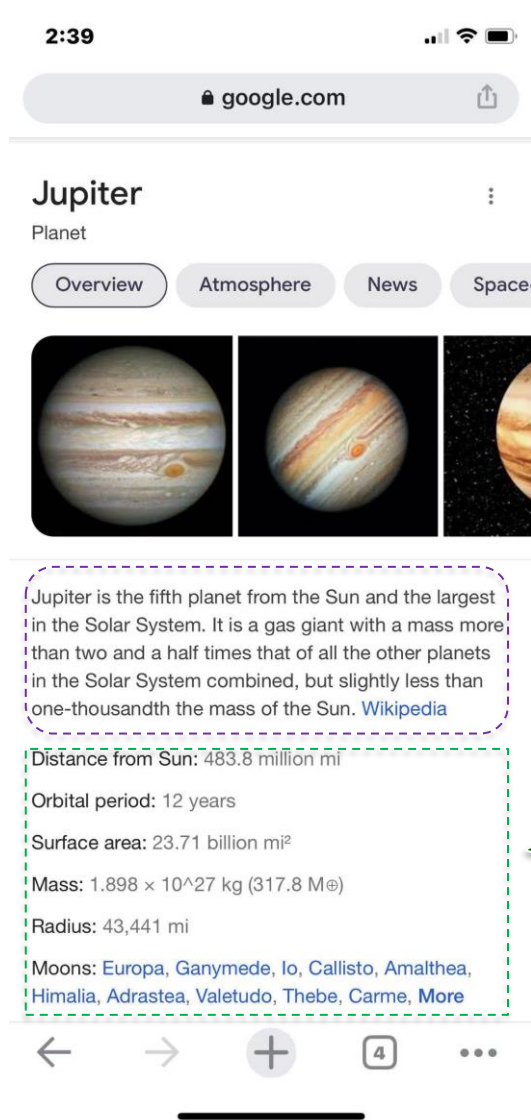 2:39
google.com
Jupiter
Planet
Overview Atmosphere News Space
Jupiter is the fifth planet from the Sun and the largest
in the Solar System. It is a gas giant with a mass more
than two and a half times that of all the other planets
in the Solar System combined, but slightly less than
one-thousandth the mass of the Sun. Wikipedia
Distance from Sun: 483.8 million mi
Orbital period: 12 years
Surface area: 23.71 billion mi²
Mass: 1.898 × 10^27 kg (317.8 M⊕)
Radius: 43,441 mi
Moons: Europa, Ganymede, Io, Callisto, Amalthea,
Himalia, Adrastea, Valetudo, Thebe, Carme, More
4